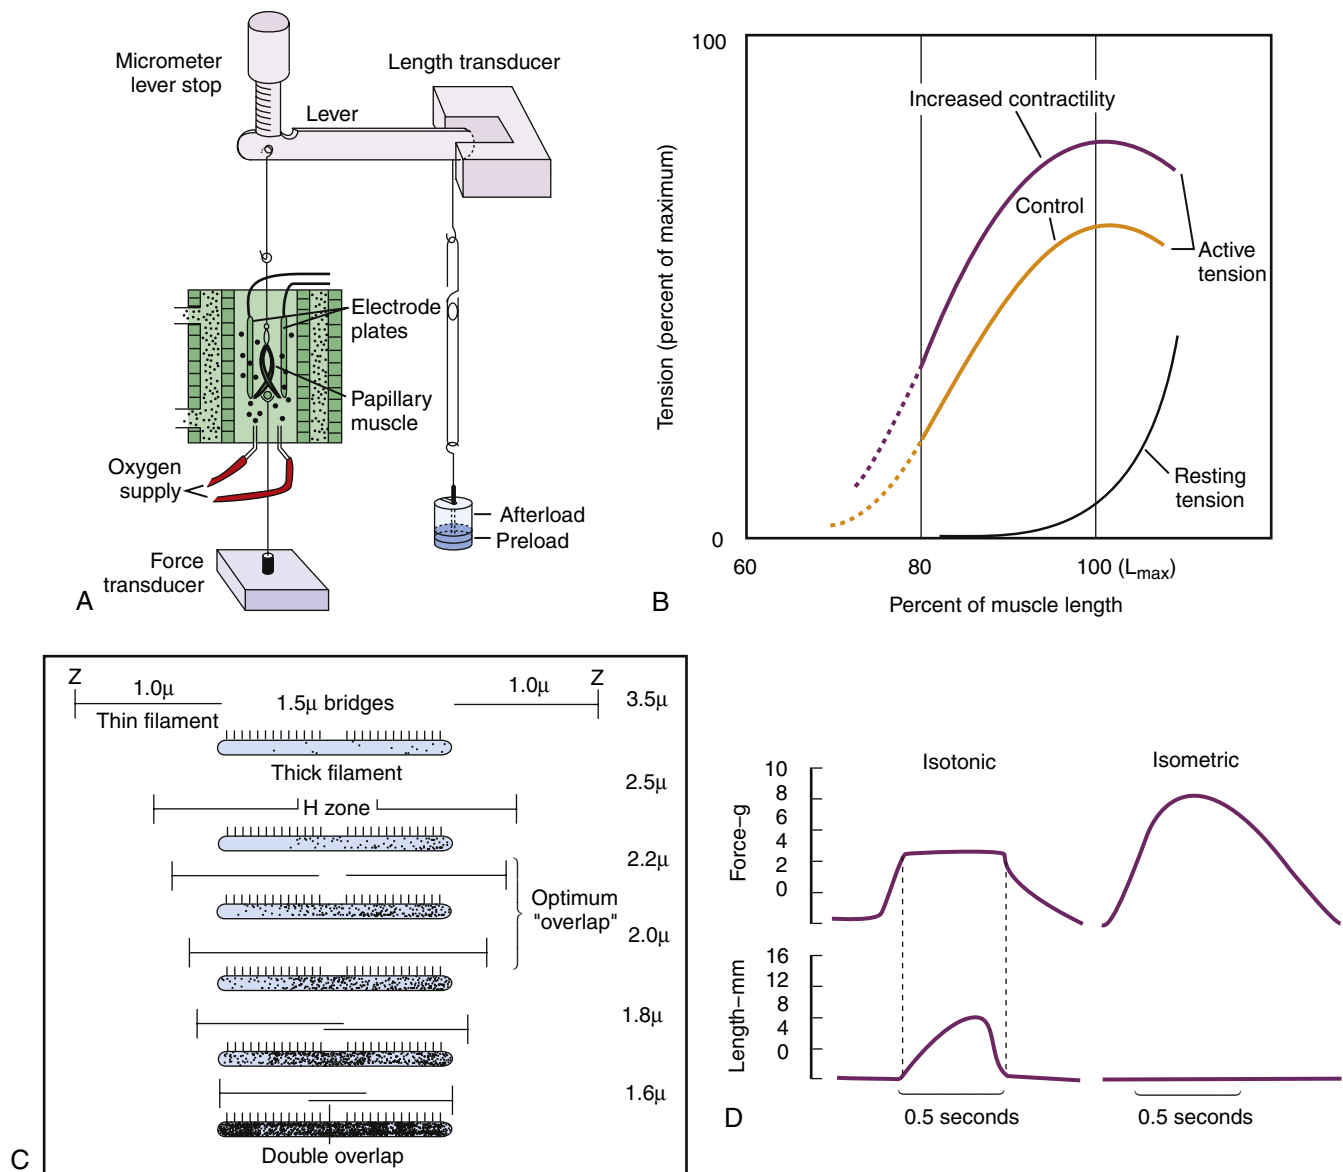 Micrometer
lever stop
Length transducer
Lever
Electrode
plates
Papillary
muscle
Oxygen
supply
Afterload
Preload
Force
transducer
A
100
Increased contractility
Control
Active
tension
Resting
tension
0
60
80
100 (Lmax)
Tension (percent of maximum)
Percent of muscle length
B
Z
Z
1.0μ
1.5μ bridges
1.0μ
3.5μ
Thin filament
Thick filament
2.5μ
H zone
2.2μ
Optimum
"overlap"
2.0μ
1.8μ
1.6μ
Double overlap
C
Isotonic
Isometric
10
8
6
4
2
0
Force–g
16
12
8
4
0
Length–mm
0.5 seconds
0.5 seconds
D